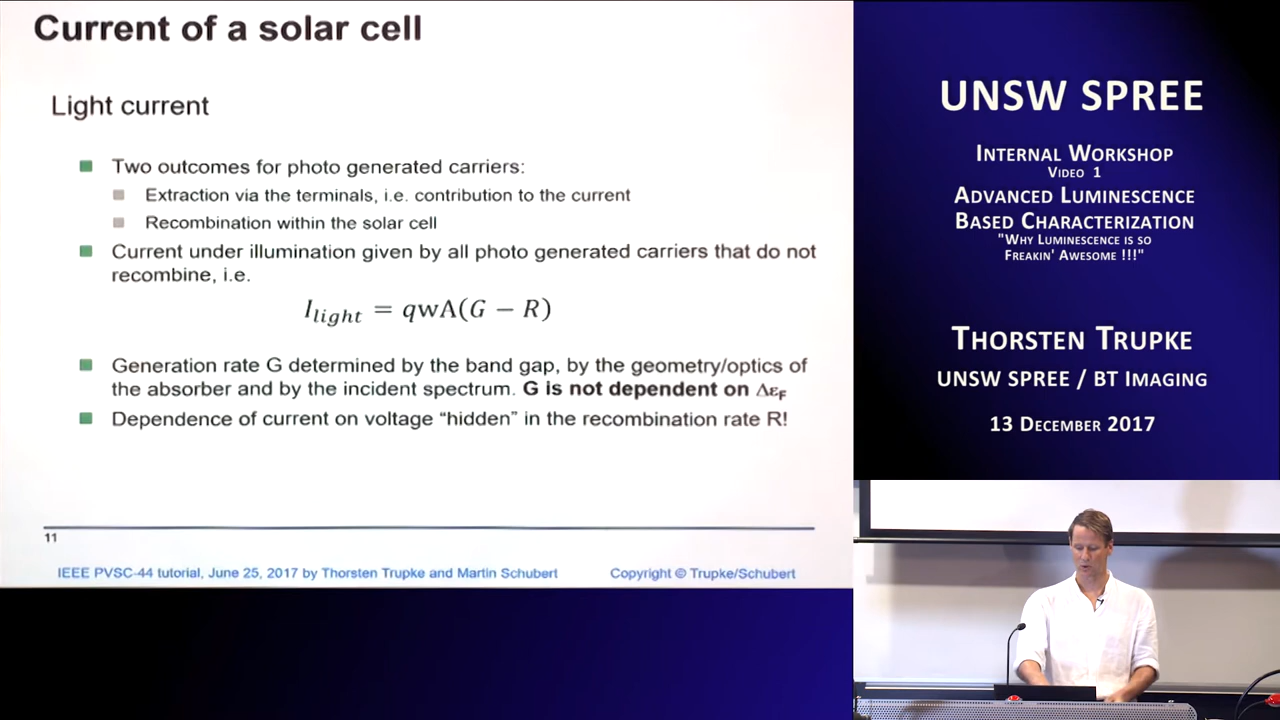 Current of a solar cell
Light current
Two outcomes for photo generated carriers:
Extraction via the terminals, i.e. contribution to the current
Recombination within the solar cell
Current under illumination given by all photo generated carriers that do not
recombine, i.e.
I_light = qwA(G − R)
Generation rate G determined by the band gap, by the geometry/optics of
the absorber and by the incident spectrum. G is not dependent on Δε_F
Dependence of current on voltage “hidden” in the recombination rate R!
11
IEEE PVSC-44 tutorial, June 25, 2017 by Thorsten Trupke and Martin Schubert Copyright © Trupke/Schubert
UNSW SPREE
INTERNAL WORKSHOP
VIDEO 1
ADVANCED LUMINESCENCE
BASED CHARACTERIZATION
"WHY LUMINESCENCE IS SO
FREAKIN' AWESOME !!!"
THORSTEN TRUPKE
UNSW SPREE / BT IMAGING
13 DECEMBER 2017